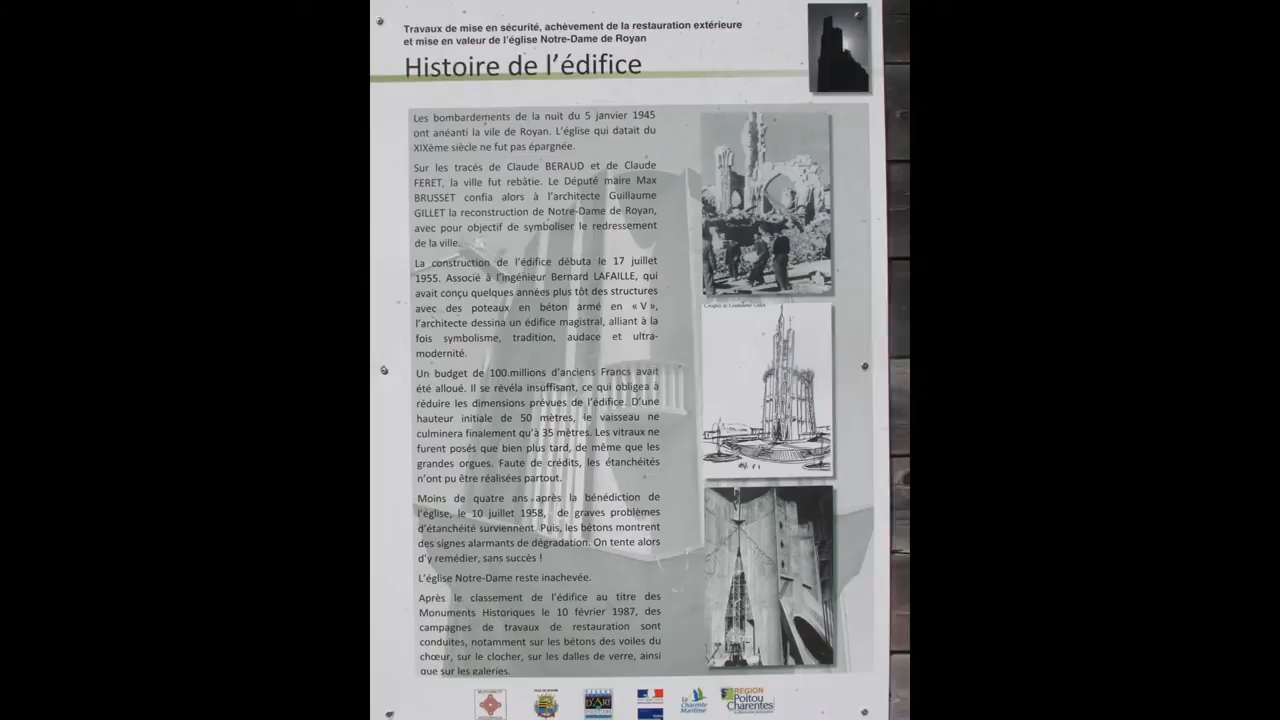 Travaux de mise en sécurité, achèvement de la restauration extérieure
et mise en valeur de l'église Notre-Dame de Royan
Histoire de l'édifice
Les bombardements de la nuit du 5 janvier 1945
ont anéanti la vile de Royan. L'église qui datait du
XIXème siècle ne fut pas épargnée.
Sur les tracés de Claude BERAUD et de Claude
FERET, la ville fut rebâtie. Le Député maire Max
BRUSSET confia alors à l'architecte Guillaume
GILLET la reconstruction de Notre-Dame de Royan,
avec pour objectif de symboliser le redressement
de la ville.
La construction de l'édifice débuta le 17 juillet
1955. Associé à l'ingénieur Bernard LAFAILLE, qui
avait conçu quelques années plus tôt des structures
avec des poteaux en béton armé en « V »,
l'architecte dessina un édifice magistral, alliant à la
fois symbolisme, tradition, audace et ultra-
modernité.
Un budget de 100 millions d'anciens Francs avait
été alloué. Il se révéla insuffisant, ce qui obligea à
réduire les dimensions prévues de l'édifice. D'une
hauteur initiale de 50 mètres, le vaisseau ne
culminera finalement qu'à 35 mètres. Les vitraux ne
furent posés que bien plus tard, de même que les
grandes orgues. Faute de crédits, les étanchéités
n'ont pu être réalisées partout.
Moins de quatre ans après la bénédiction de
l'église, le 10 juillet 1958, de graves problèmes
d'étanchéité surviennent. Puis, les bétons montrent
des signes alarmants de dégradation. On tente alors
d'y remédier, sans succès !
L'église Notre-Dame reste inachevée.
Après le classement de l'édifice au titre des
Monuments Historiques le 10 février 1987, des
campagnes de travaux de restauration sont
conduites, notamment sur les bétons des voiles du
chœur, sur le clocher, sur les dalles de verre, ainsi
que sur les galeries.
Croquis de Guillaume Gillet
VILLE DE ROYAN
VILLES
D'ART
La
Charente
Maritime
REGION
Poitou
Charentes